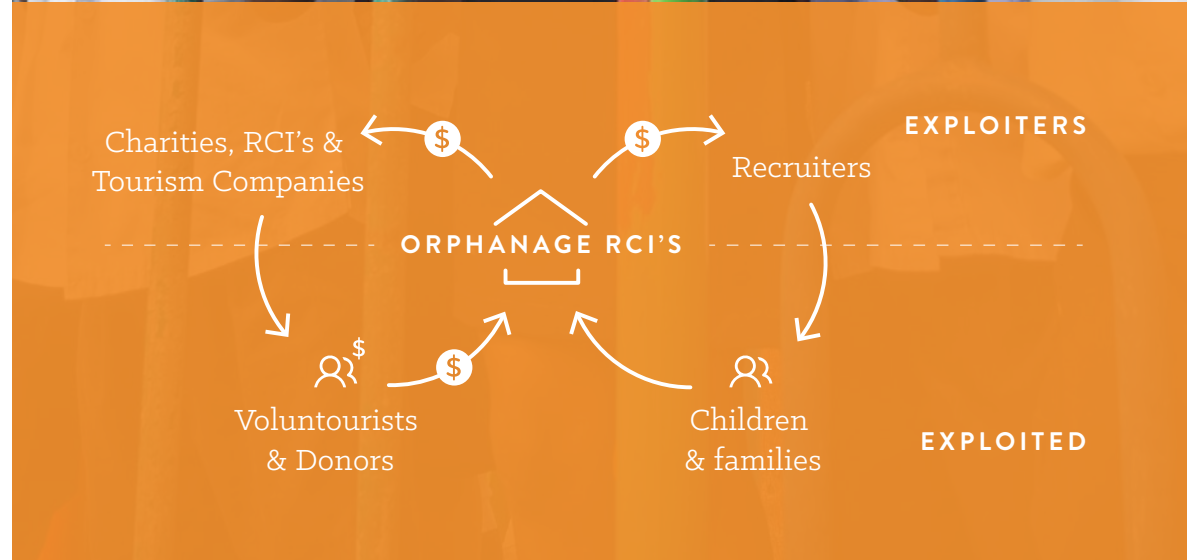 $
$
EXPLOITERS
Charities, RCI's &
Tourism Companies
Recruiters
ORPHANAGE RCI'S
$
$
Voluntourists
& Donors
Children
& families
EXPLOITED